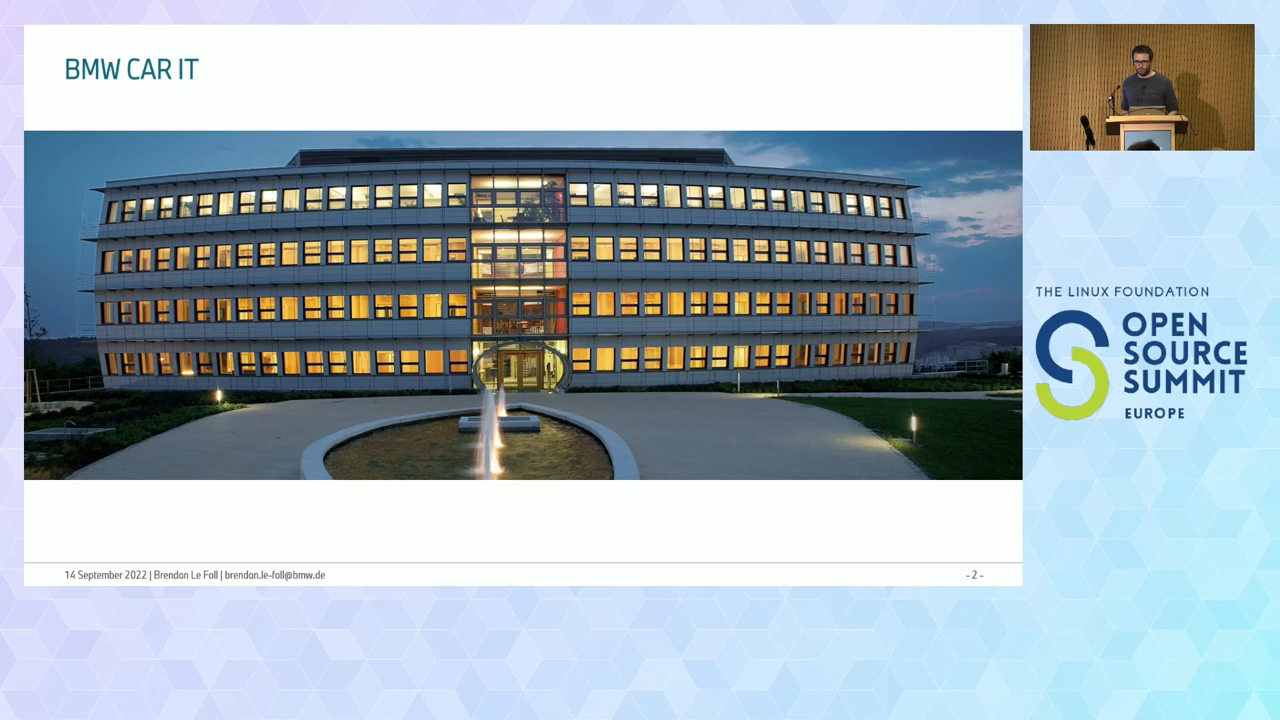 BMW CAR IT
14 September 2022 | Brendan Le Foll | brendan.le-foll@bmw.de
- 2 -
THE LINUX FOUNDATION
OPEN
SOURCE
SUMMIT
EUROPE